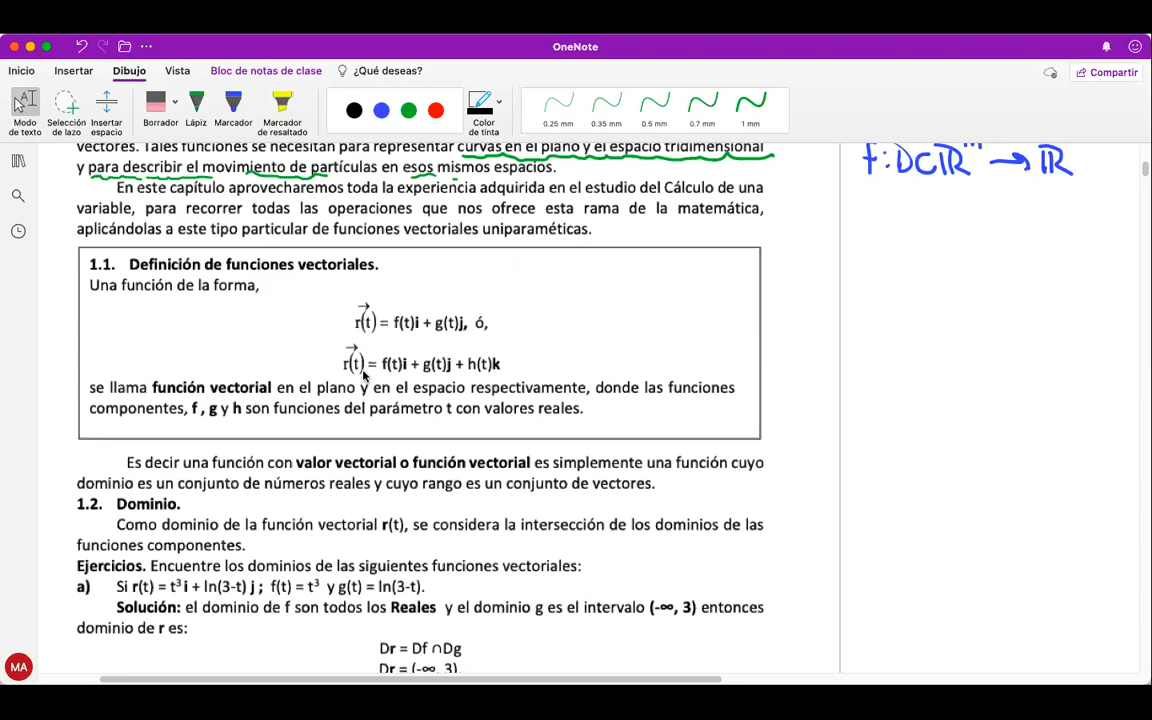 OneNote
Inicio Insertar Dibujo Vista Bloc de notas de clase ¿Qué deseas? Compartir
Modo de texto Selección de lazo Insertar espacio Borrador Lápiz Marcador Marcador de resaltado Color de tinta 0.25 mm 0.35 mm 0.5 mm 0.7 mm 1 mm
vectores. Tales funciones se necesitan para representar curvas en el plano y el espacio tridimensional
y para describir el movimiento de partículas en esos mismos espacios.
En este capítulo aprovecharemos toda la experiencia adquirida en el estudio del Cálculo de una
variable, para recorrer todas las operaciones que nos ofrece esta rama de la matemática,
aplicándolas a este tipo particular de funciones vectoriales uniparaméticas.
1.1. Definición de funciones vectoriales.
Una función de la forma,
r(t) = f(t)i + g(t)j, ó,
r(t) = f(t)i + g(t)j + h(t)k
se llama función vectorial en el plano y en el espacio respectivamente, donde las funciones
componentes, f , g y h son funciones del parámetro t con valores reales.
Es decir una función con valor vectorial o función vectorial es simplemente una función cuyo
dominio es un conjunto de números reales y cuyo rango es un conjunto de vectores.
1.2. Dominio.
Como dominio de la función vectorial r(t), se considera la intersección de los dominios de las
funciones componentes.
Ejercicios. Encuentre los dominios de las siguientes funciones vectoriales:
a) Si r(t) = t³ i + ln(3-t) j ; f(t) = t³ y g(t) = ln(3-t).
Solución: el dominio de f son todos los Reales y el dominio g es el intervalo (-∞, 3) entonces
dominio de r es:
Dr = Df ∩Dg
Dr = (-∞, 3)
f: D⊂ℝᵐ → ℝ
MA